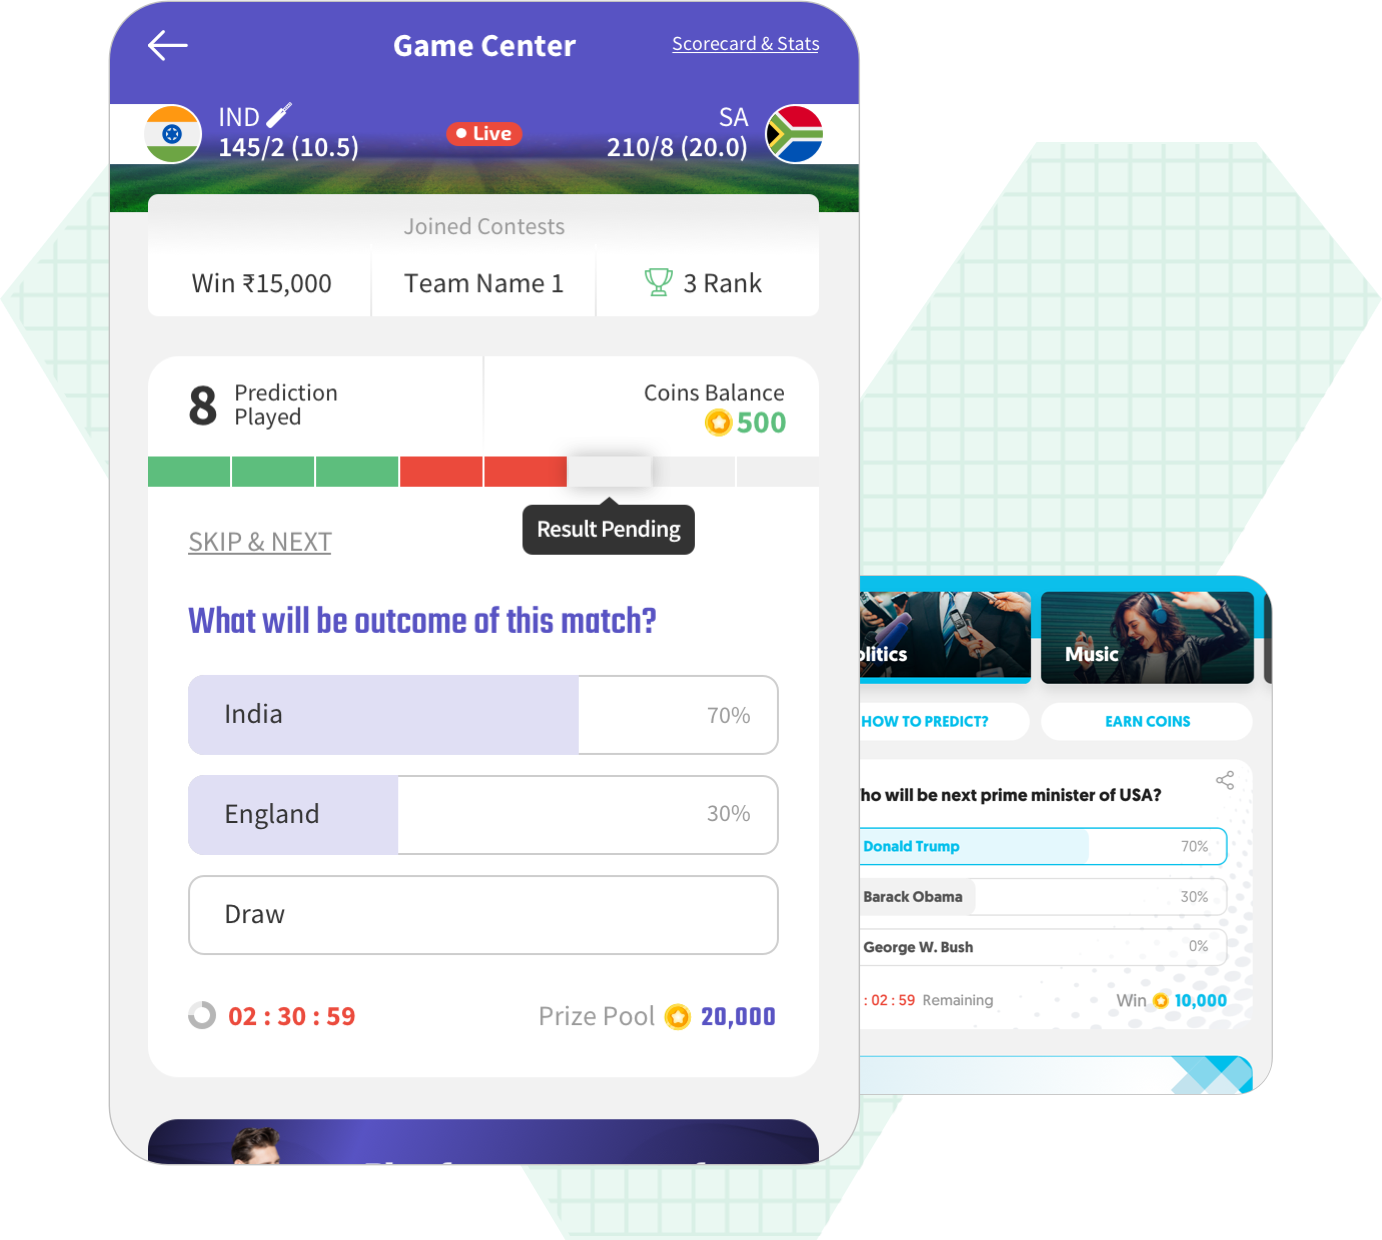 Game Center
Scorecard & Stats
IND
145/2 (10.5)
Live
SA
210/8 (20.0)
Joined Contests
Win ₹15,000
Team Name 1
3 Rank
8
Prediction
Played
Coins Balance
500
Result Pending
SKIP & NEXT
What will be outcome of this match?
India
70%
England
30%
Draw
02 : 30 : 59
Prize Pool
20,000
olitics
Music
HOW TO PREDICT?
EARN COINS
ho will be next prime minister of USA?
Donald Trump
70%
Barack Obama
30%
George W. Bush
0%
: 02 : 59 Remaining
Win
10,000